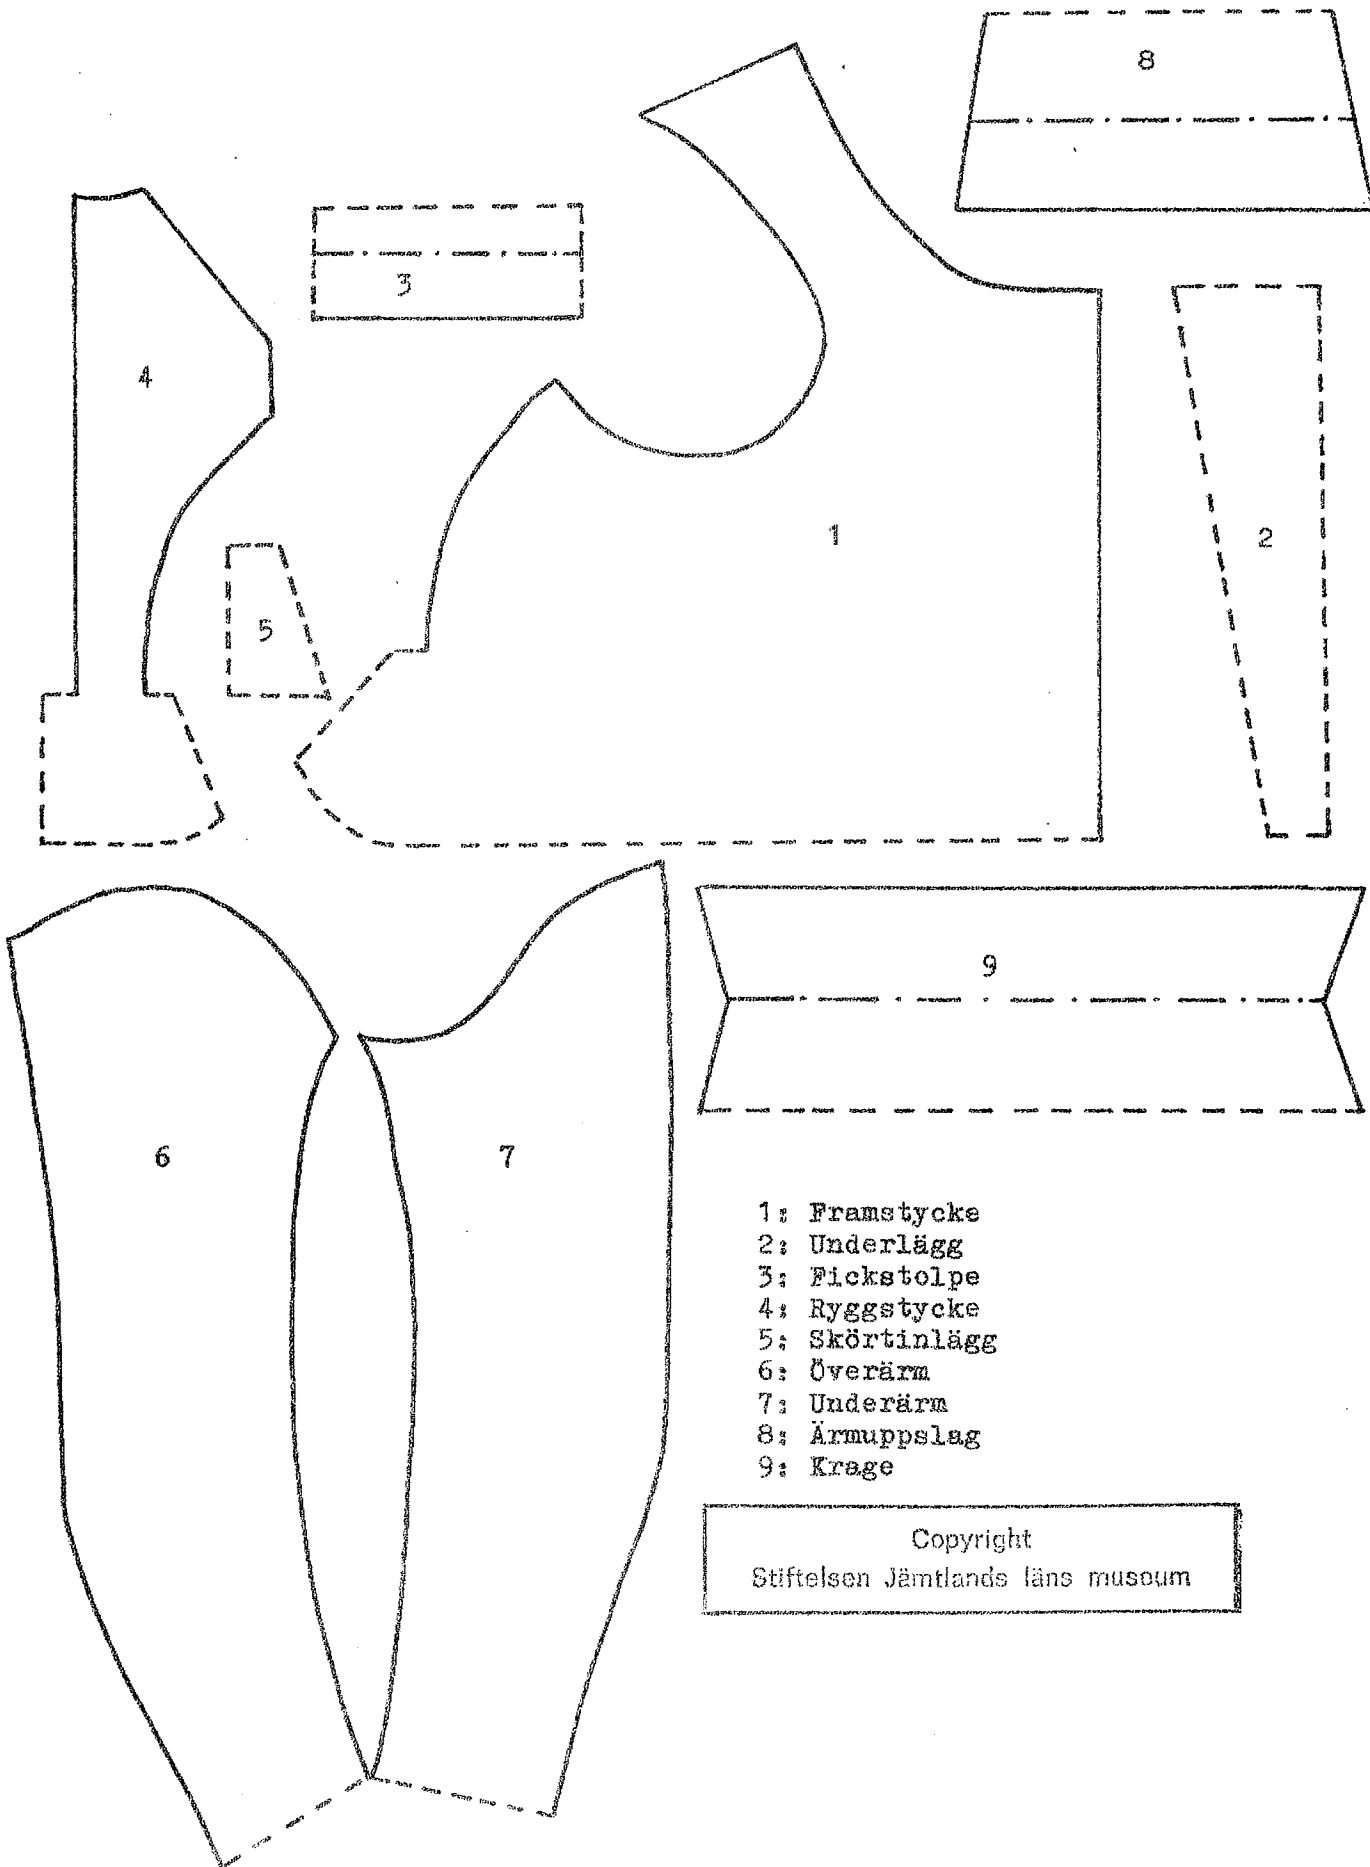 8
3
4
1
2
5
9
6
7
1: Framstycke
2: Underlägg
3: Fickstolpe
4: Ryggstycke
5: Skörtinlägg
6: Överärm
7: Underärm
8: Ärmuppslag
9: Krage
Copyright
Stiftelsen Jämtlands läns museum